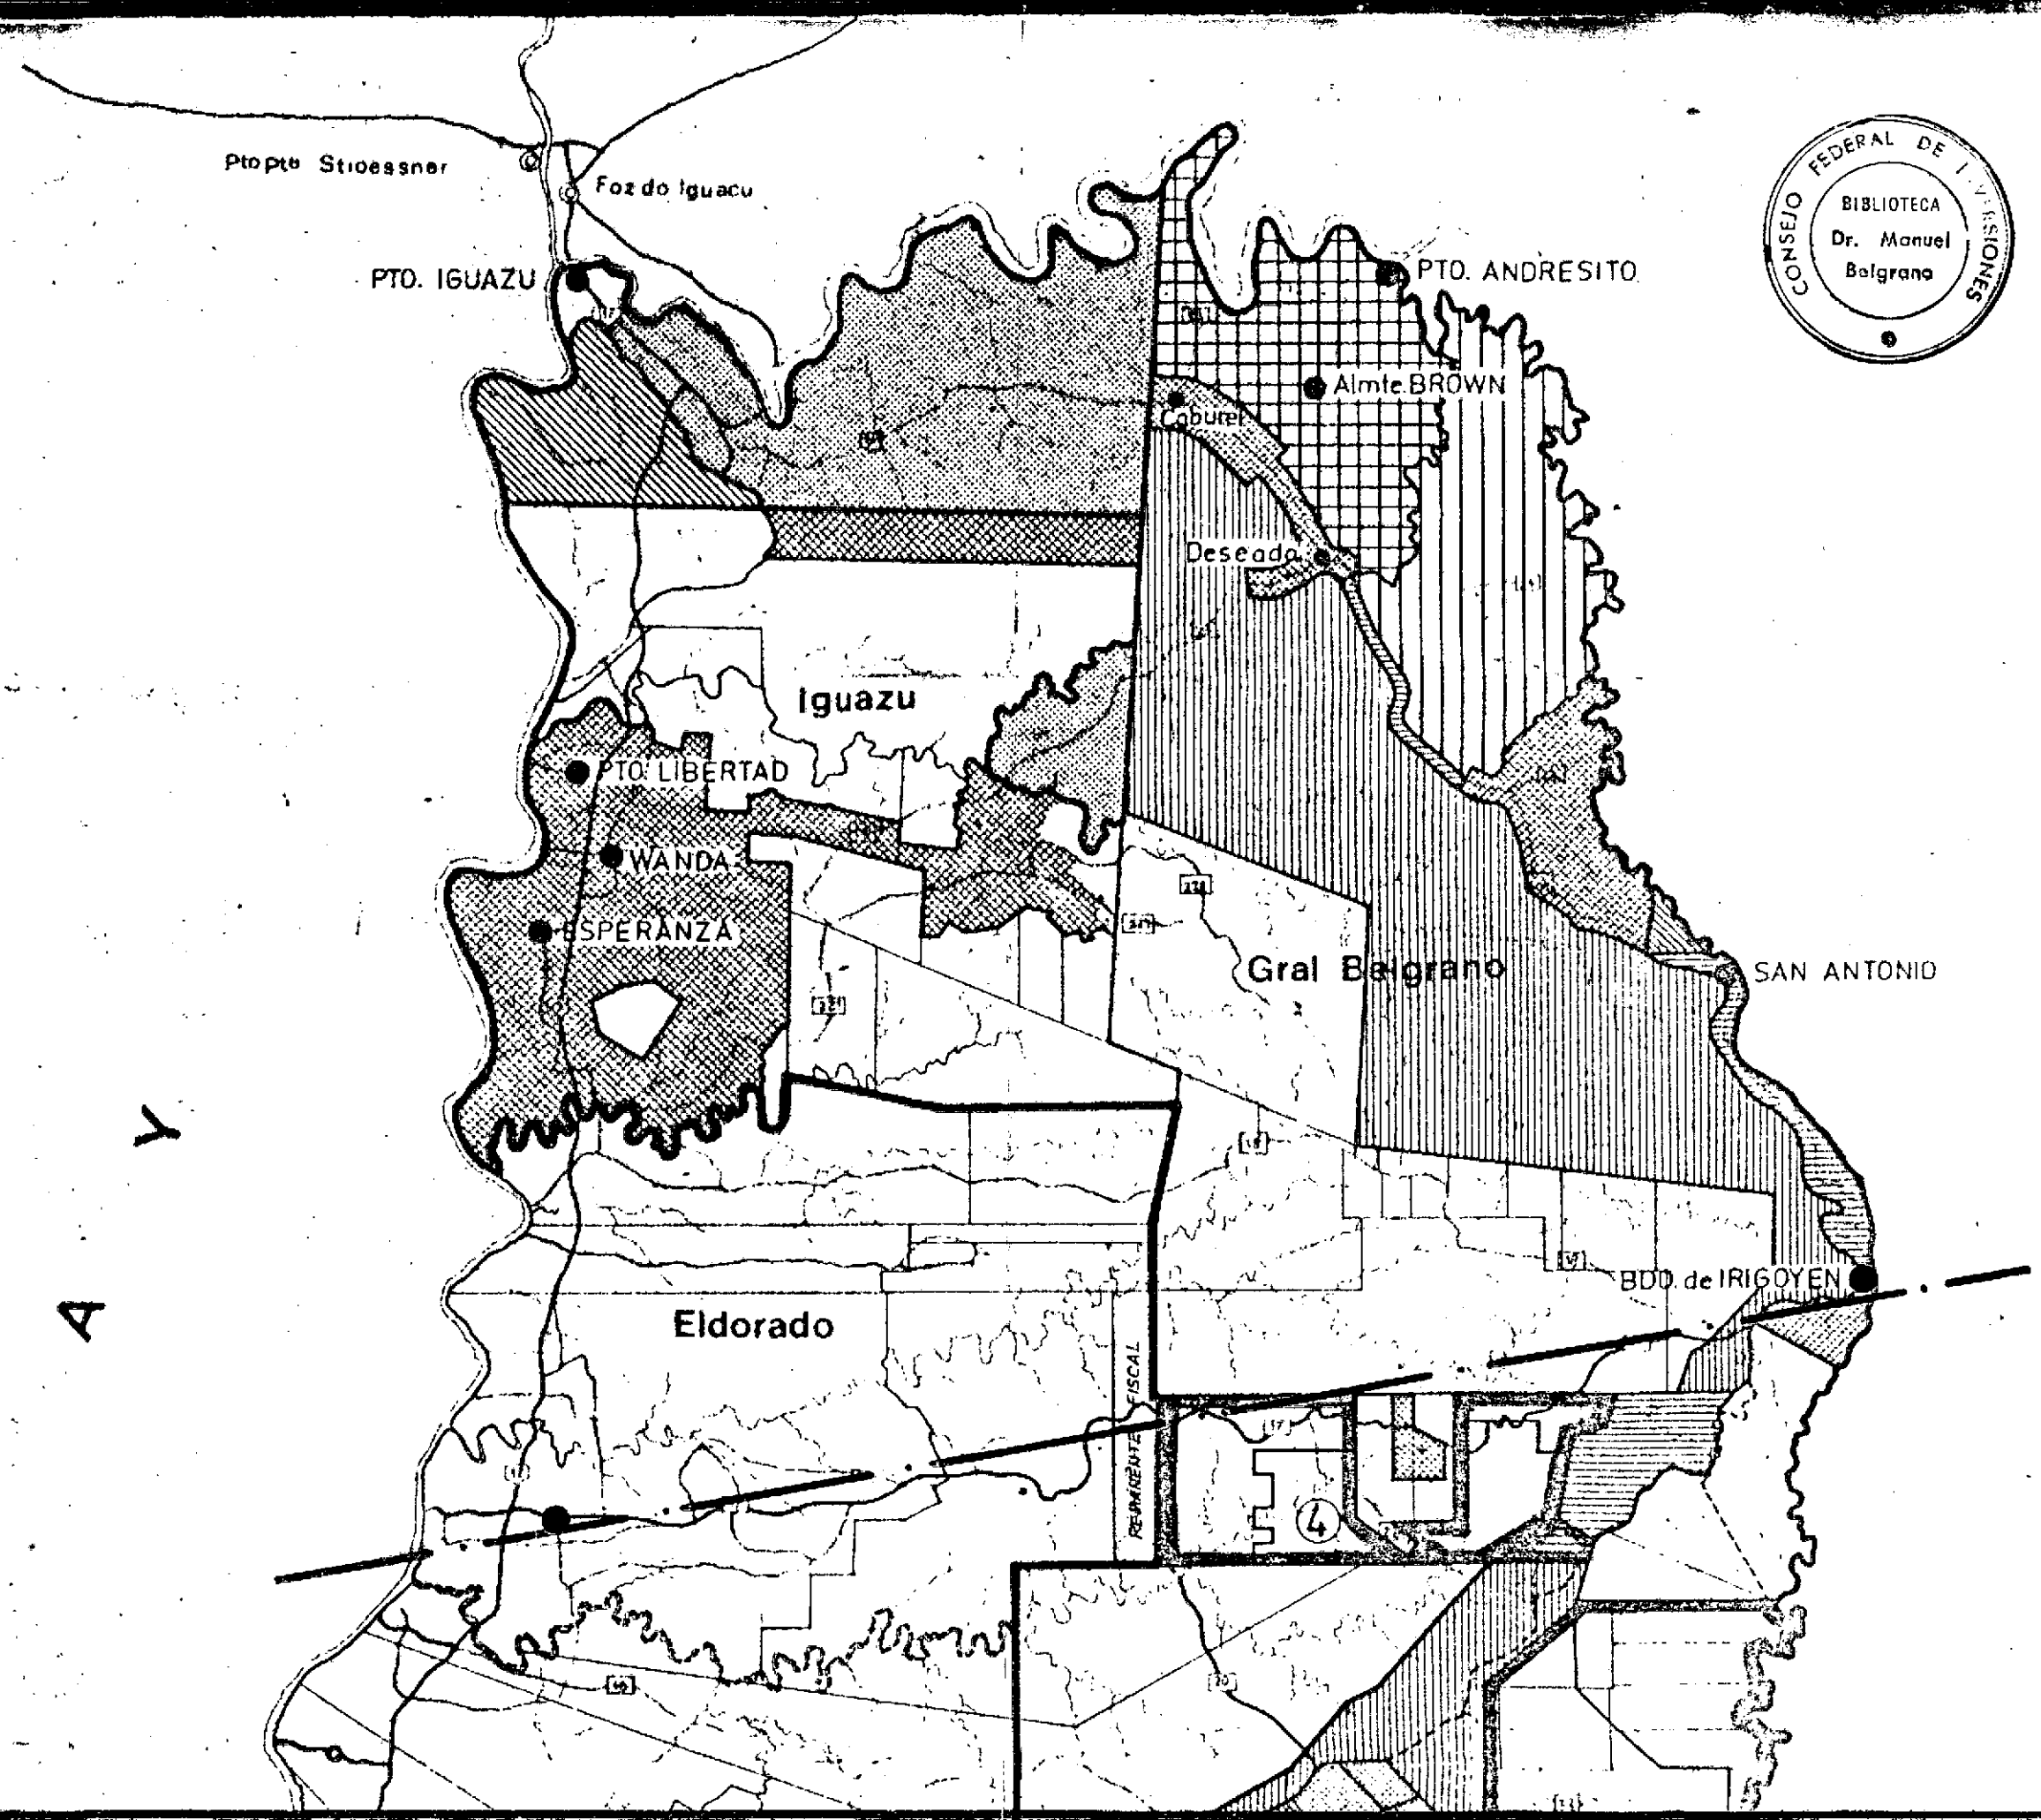 Pto pte Stroessner
Foz do Iguacu
CONSEJO FEDERAL DE INVERSIONES
BIBLIOTECA
Dr. Manuel
Belgrano
PTO. IGUAZU
PTO. ANDRESITO
Almte. BROWN
Caburei
Deseado
Iguazu
PTO. LIBERTAD
WANDA
ESPERANZA
Gral Belgrano
SAN ANTONIO
Y
A
BDO. de IRIGOYEN
Eldorado
REMANENTE FISCAL
4